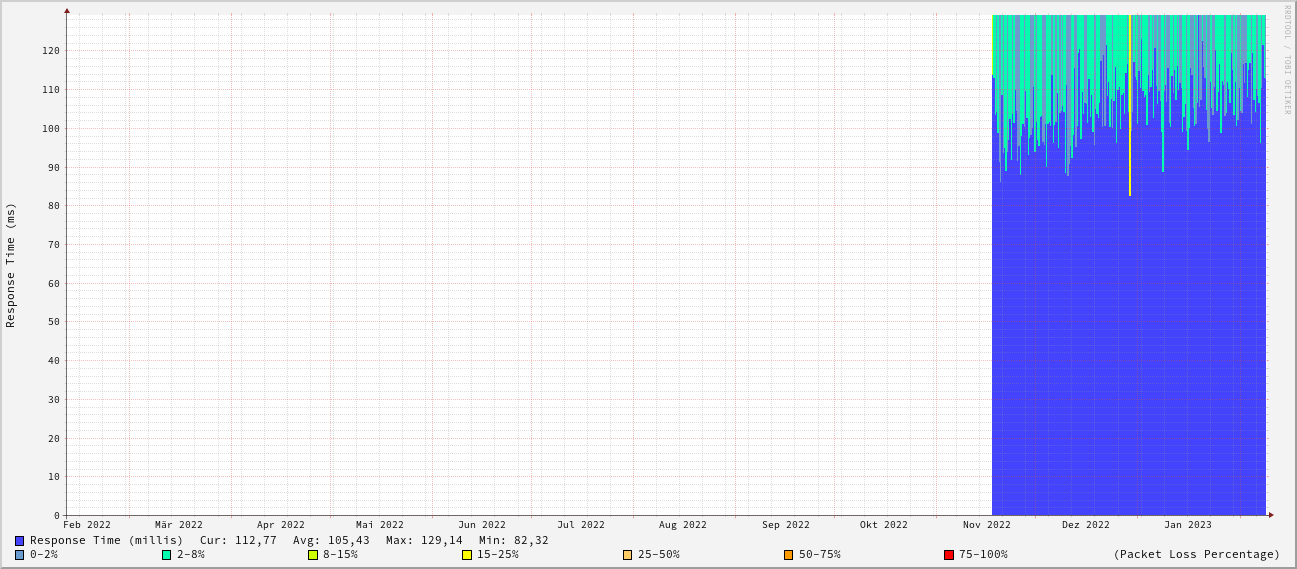 RRDTOOL / TOBI OETIKER
Response Time (ms)
120
110
100
90
80
70
60
50
40
30
20
10
0
Feb 2022 Mär 2022 Apr 2022 Mai 2022 Jun 2022 Jul 2022 Aug 2022 Sep 2022 Okt 2022 Nov 2022 Dez 2022 Jan 2023
Response Time (millis) Cur: 112,77 Avg: 105,43 Max: 129,14 Min: 82,32
0-2% 2-8% 8-15% 15-25% 25-50% 50-75% 75-100% (Packet Loss Percentage)